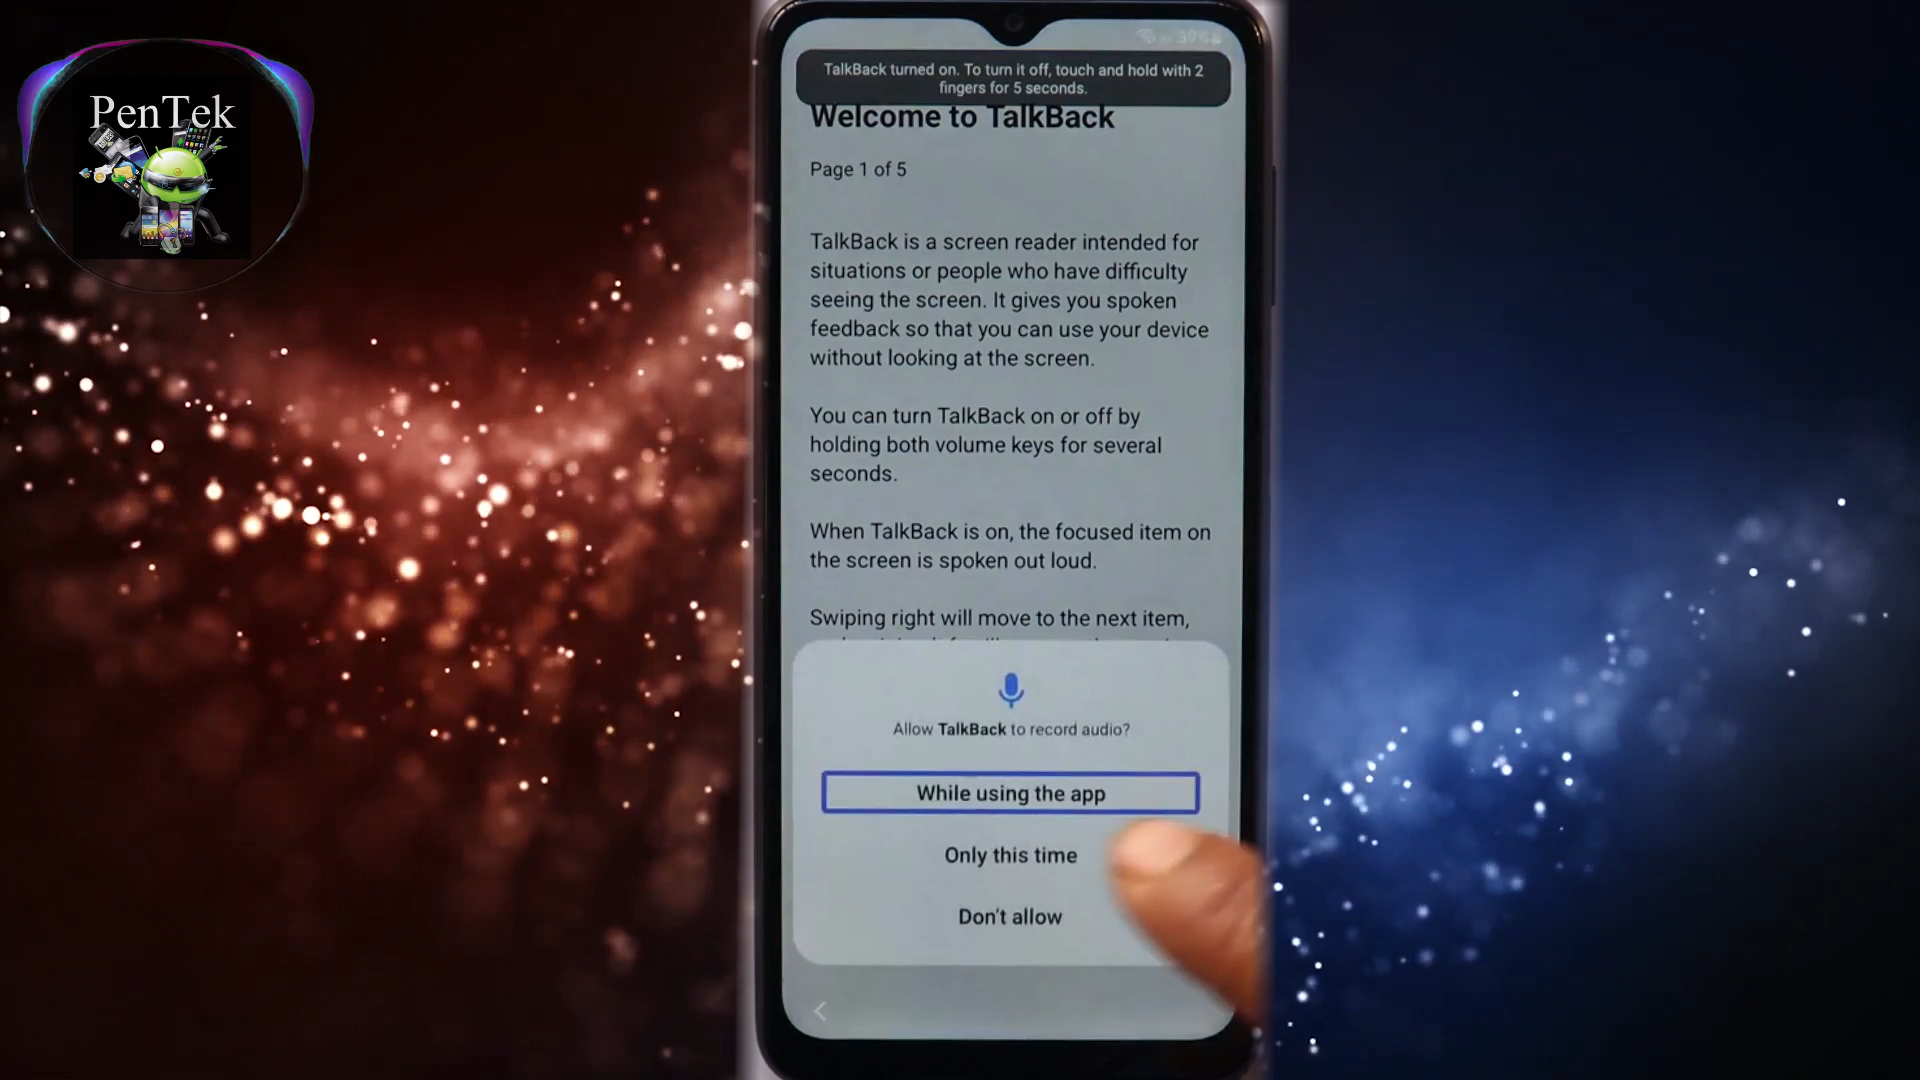 PenTek
39%
TalkBack turned on. To turn it off, touch and hold with 2
fingers for 5 seconds.
Welcome to TalkBack
Page 1 of 5
TalkBack is a screen reader intended for
situations or people who have difficulty
seeing the screen. It gives you spoken
feedback so that you can use your device
without looking at the screen.
You can turn TalkBack on or off by
holding both volume keys for several
seconds.
When TalkBack is on, the focused item on
the screen is spoken out loud.
Swiping right will move to the next item,
Allow TalkBack to record audio?
While using the app
Only this time
Don't allow